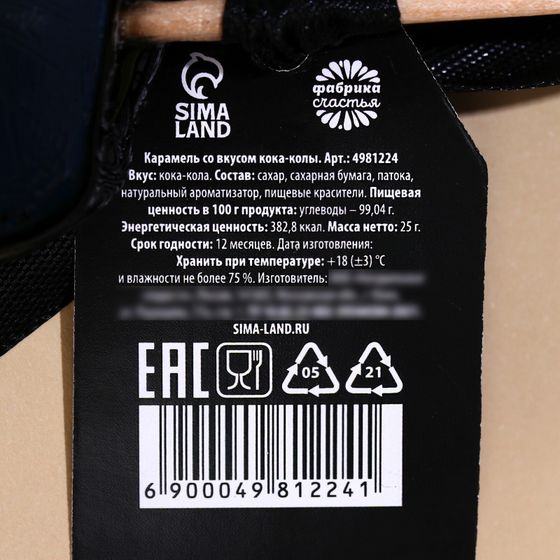 SIMA
LAND
фабрика
счастья
Карамель со вкусом кока-колы. Арт.: 4981224
Вкус: кока-кола. Состав: сахар, сахарная бумага, патока,
натуральный ароматизатор, пищевые красители. Пищевая
ценность в 100 г продукта: углеводы – 99,04 г.
Энергетическая ценность: 382,8 ккал. Масса нетто: 25 г.
Срок годности: 12 месяцев. Дата изготовления:
Хранить при температуре: +18 (±3) °С
и влажности не более 75 %. Изготовитель:
SIMA-LAND.RU
EAC
05
21
6 900049 812241